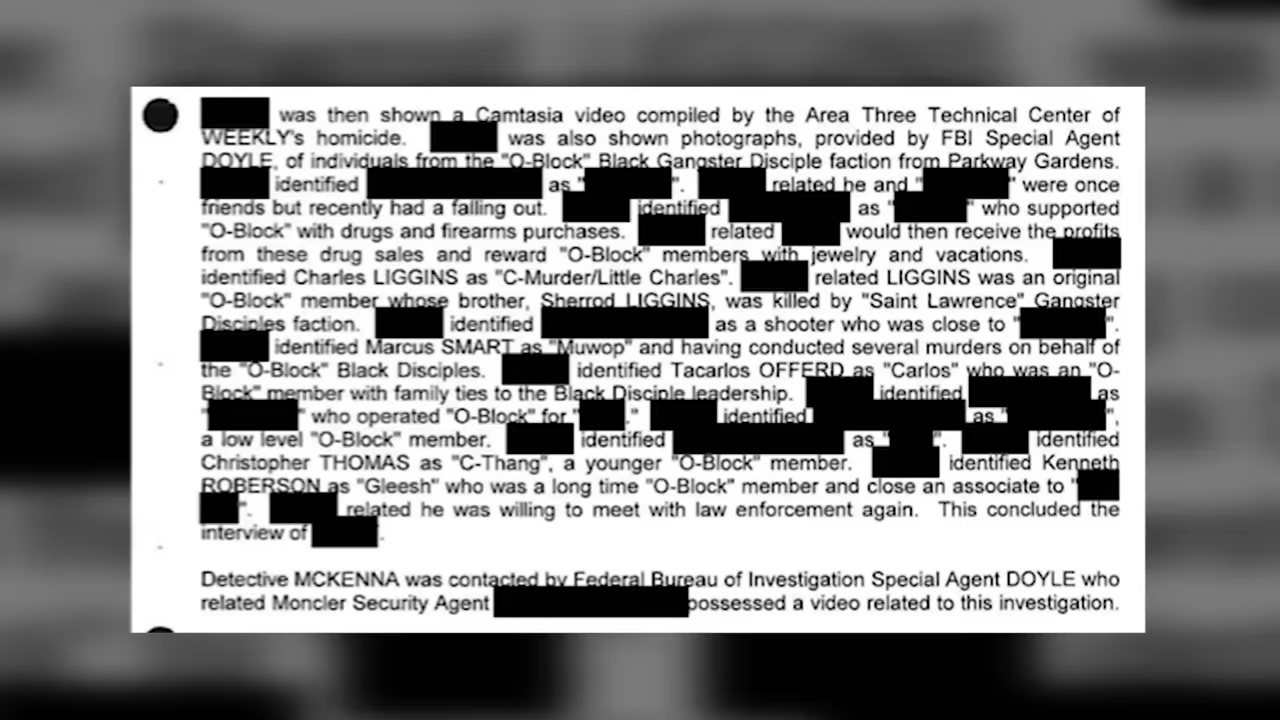 was then shown a Camtasia video compiled by the Area Three Technical Center of
WEEKLY's homicide. was also shown photographs, provided by FBI Special Agent
DOYLE, of individuals from the "O-Block" Black Gangster Disciple faction from Parkway Gardens.
identified as " ". related he and " " were once
friends but recently had a falling out. identified as " " who supported
"O-Block" with drugs and firearms purchases. related would then receive the profits
from these drug sales and reward "O-Block" members with jewelry and vacations.
identified Charles LIGGINS as "C-Murder/Little Charles". related LIGGINS was an original
"O-Block" member whose brother, Sherrod LIGGINS, was killed by "Saint Lawrence" Gangster
Disciples faction. identified as a shooter who was close to " ".
identified Marcus SMART as "Muwop" and having conducted several murders on behalf of
the "O-Block" Black Disciples. identified Tacarlos OFFERD as "Carlos" who was an "O-
Block" member with family ties to the Black Disciple leadership. identified as
" " who operated "O-Block" for " ." identified as " ",
a low level "O-Block" member. identified as " ". identified
Christopher THOMAS as "C-Thang", a younger "O-Block" member. identified Kenneth
ROBERSON as "Gleesh" who was a long time "O-Block" member and close an associate to "
". related he was willing to meet with law enforcement again. This concluded the
interview of .
Detective MCKENNA was contacted by Federal Bureau of Investigation Special Agent DOYLE who
related Moncler Security Agent possessed a video related to this investigation.